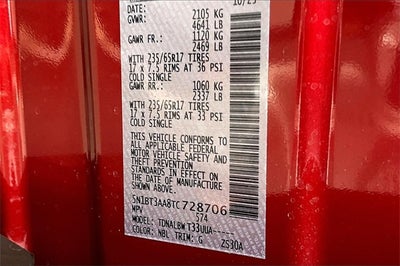 10/25
DATE: 2105 KG
GVWR: 4641 LB
GAWR FR.: 1120 KG
2469 LB
WITH 235/65R17 TIRES
17 x 7.5 RIMS AT 36 PSI
COLD SINGLE
GAWR RR.: 1060 KG
2337 LB
WITH 235/65R17 TIRES
17 x 7.5 RIMS AT 33 PSI
COLD SINGLE
THIS VEHICLE CONFORMS TO
ALL APPLICABLE FEDERAL
MOTOR VEHICLE SAFETY AND
THEFT PREVENTION
STANDARDS IN EFFECT ON
THE DATE OF MANUFACTURE
SHOWN ABOVE.
5N1BT3AA8TC728706
MPV 574
MODEL: TDNALBWT33UUA-----
COLOR: NBL TRIM: G ZS30A